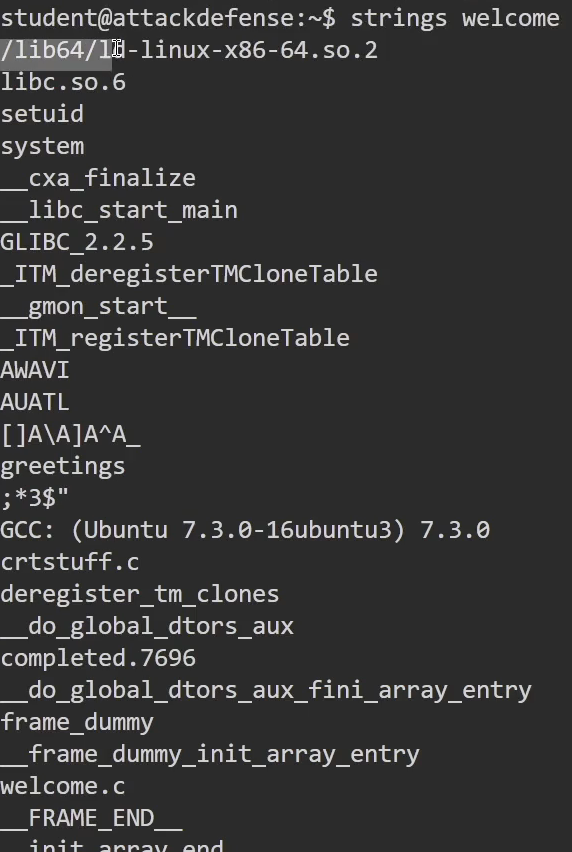 student@attackdefense:~$ strings welcome
/lib64/ld-linux-x86-64.so.2
libc.so.6
setuid
system
__cxa_finalize
__libc_start_main
GLIBC_2.2.5
_ITM_deregisterTMCloneTable
__gmon_start__
_ITM_registerTMCloneTable
AWAVI
AUATL
[]A\A]A^A_
greetings
;*3$"
GCC: (Ubuntu 7.3.0-16ubuntu3) 7.3.0
crtstuff.c
deregister_tm_clones
__do_global_dtors_aux
completed.7696
__do_global_dtors_aux_fini_array_entry
frame_dummy
__frame_dummy_init_array_entry
welcome.c
__FRAME_END__
__init_array_end